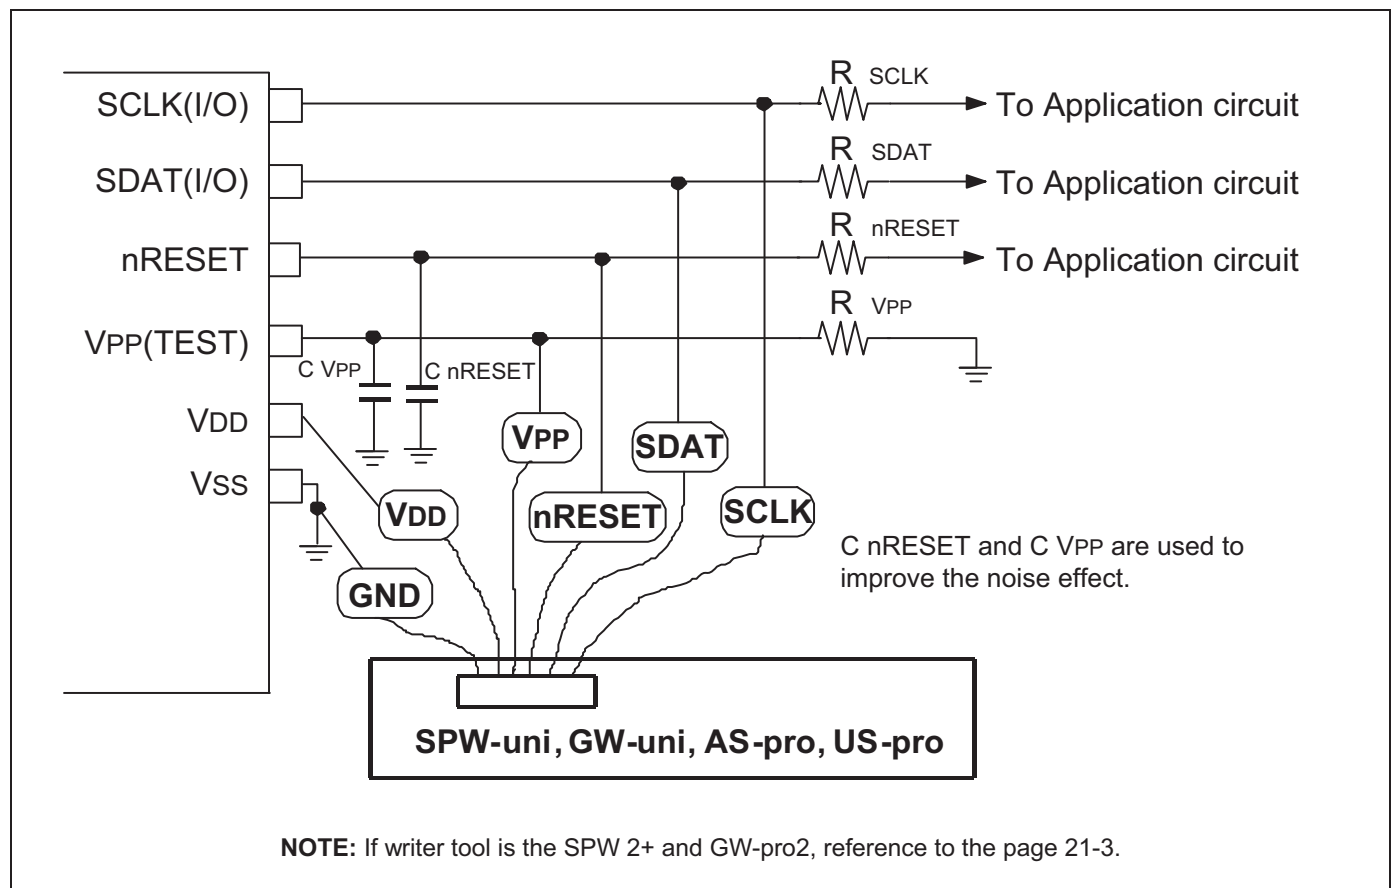 R SCLK
SCLK(I/O)
To Application circuit
R SDAT
SDAT(I/O)
To Application circuit
R nRESET
nRESET
To Application circuit
R VPP
VPP(TEST)
C VPP
C nRESET
VDD
VPP
SDAT
VSS
VDD
nRESET
SCLK
C nRESET and C VPP are used to
improve the noise effect.
GND
SPW-uni, GW-uni, AS-pro, US-pro
NOTE: If writer tool is the SPW 2+ and GW-pro2, reference to the page 21-3.